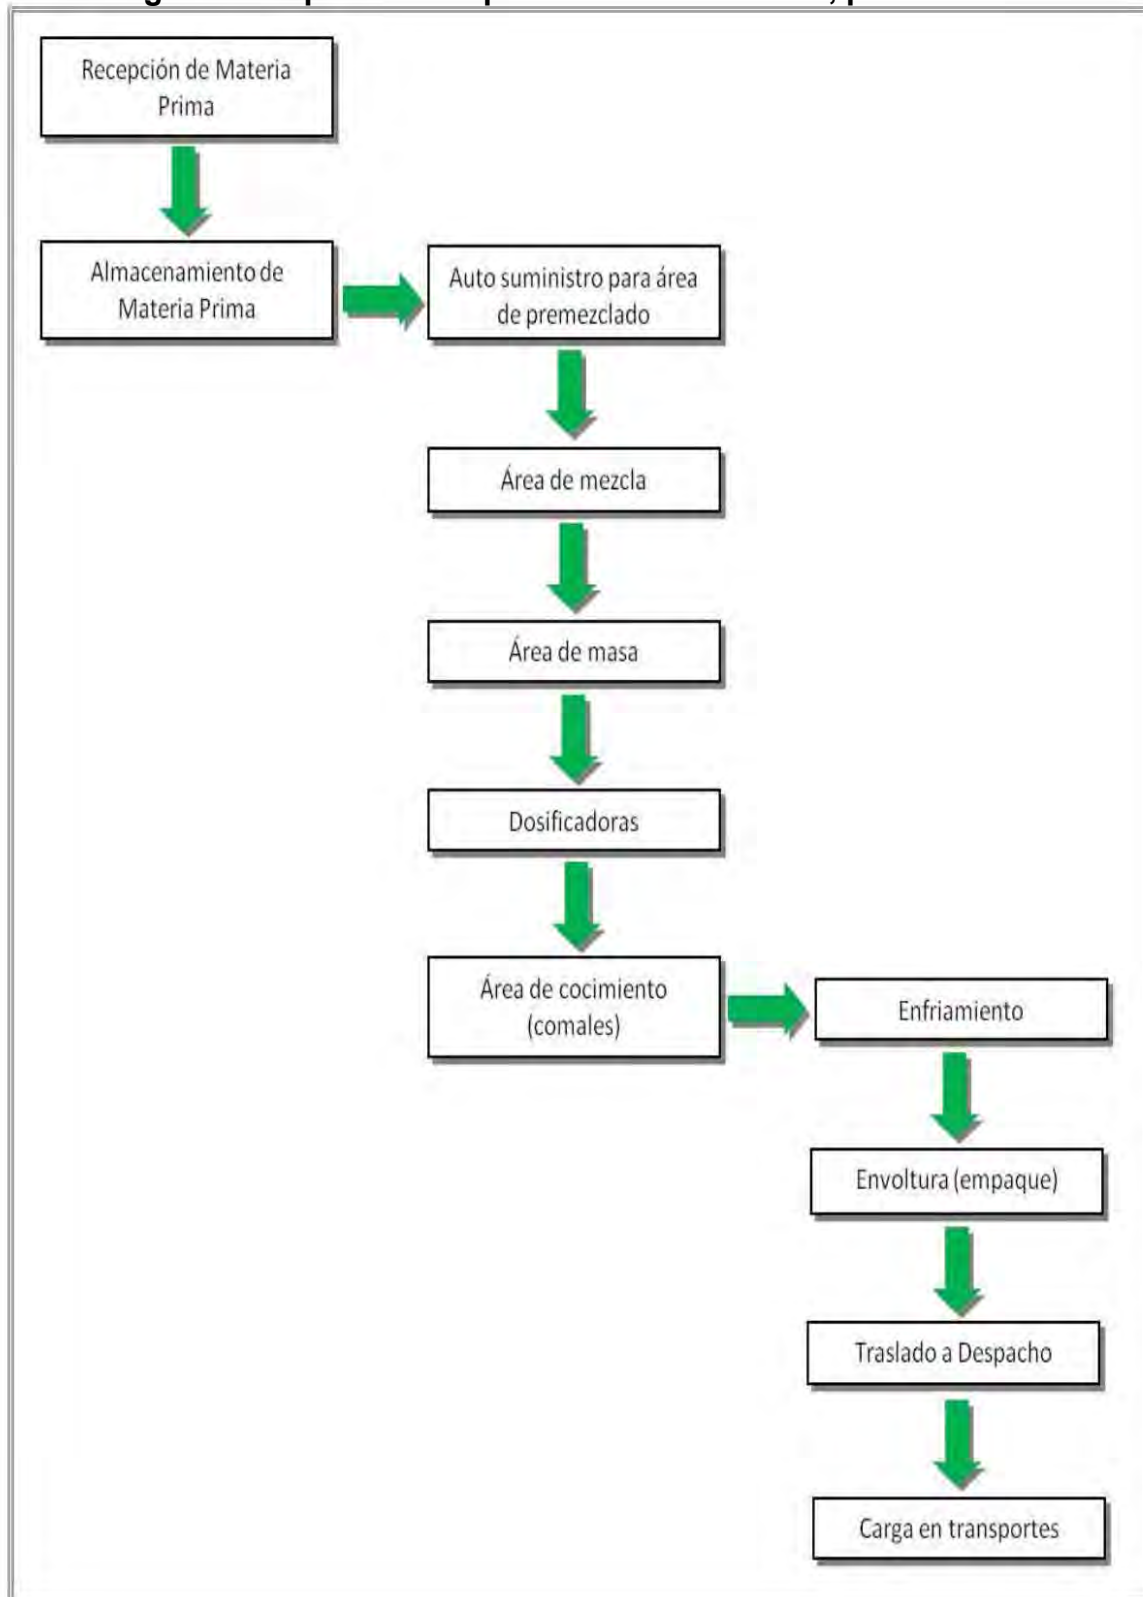 Recepción de Materia
Prima
Almacenamiento de
Materia Prima
Auto suministro para área
de premezclado
Área de mezcla
Área de masa
Dosificadoras
Área de cocimiento
(comales)
Enfriamiento
Envoltura (empaque)
Traslado a Despacho
Carga en transportes